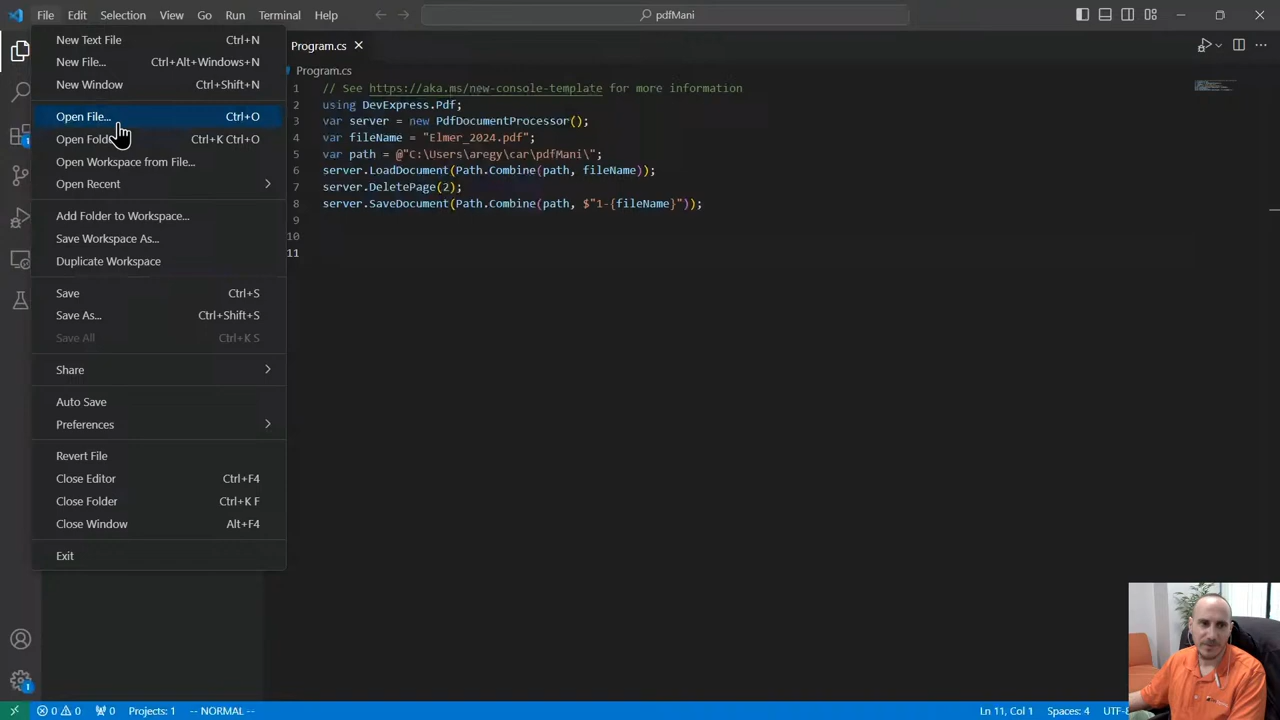 File Edit Selection View Go Run Terminal Help
pdfMani
New Text File Ctrl+N
New File... Ctrl+Alt+Windows+N
New Window Ctrl+Shift+N
Open File... Ctrl+O
Open Ctrl+K Ctrl+O
Open Workspace from File...
Open Recent
Add Folder to Workspace...
Save Workspace As...
Duplicate Workspace
Save Ctrl+S
Save As... Ctrl+Shift+S
Save All Ctrl+K S
Share
Auto Save
Preferences
Revert File
Close Editor Ctrl+F4
Close Folder Ctrl+K F
Close Window Alt+F4
Exit
Program.cs
Program.cs
1 // See https://aka.ms/new-console-template for more information
2 using DevExpress.Pdf;
3 var server = new PdfDocumentProcessor();
4 var fileName = "Elmer_2024.pdf";
5 var path = @"C:\Users\aregy\car\pdfMani\";
6 server.LoadDocument(Path.Combine(path, fileName));
7 server.DeletePage(2);
8 server.SaveDocument(Path.Combine(path, $"1-{fileName}"));
9
10
11
1
1
0 0 0 Projects: 1 -- NORMAL -- Ln 11, Col 1 Spaces: 4